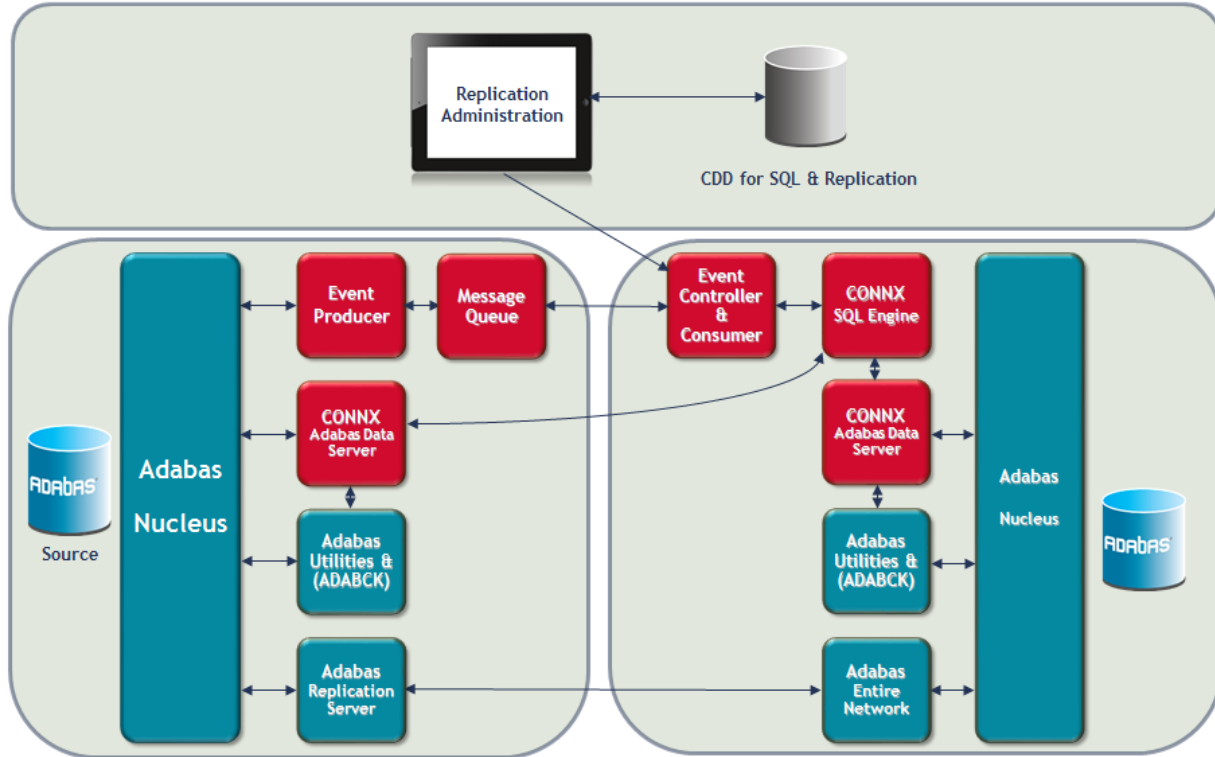 Replication
Administration
CDD for SQL & Replication
Event
Producer
Message
Queue
CONNX
Adabas Data
Server
Adabas
Nucleus
ADABAS
Source
Adabas
Utilities &
(ADABCK)
Adabas
Replication
Server
Event
Controller
&
Consumer
CONNX
SQL Engine
CONNX
Adabas Data
Server
Adabas
Nucleus
ADABAS
Adabas
Utilities &
(ADABCK)
Adabas
Entire
Network